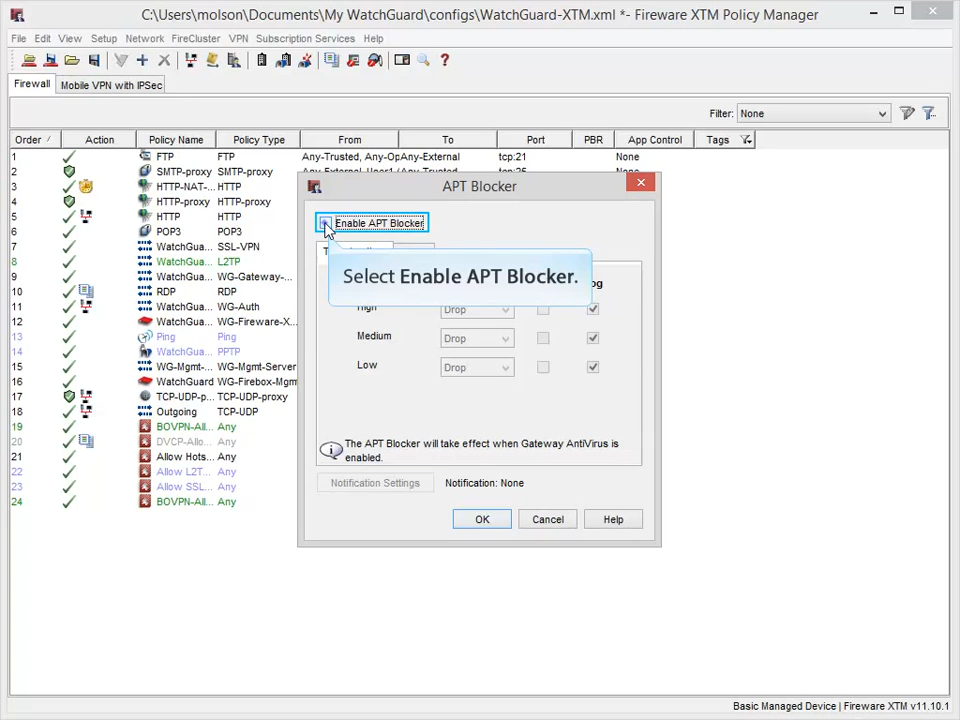 C:\Users\molson\Documents\My WatchGuard\configs\WatchGuard-XTM.xml *- Fireware XTM Policy Manager
File Edit View Setup Network FireCluster VPN Subscription Services Help
Firewall Mobile VPN with IPSec
Filter: None
Order / Action Policy Name Policy Type From To Port PBR App Control Tags
1 FTP FTP Any-Trusted, Any-Op Any-External tcp:21 None
2 SMTP-proxy SMTP-proxy Any-External, User1 (Any-Trusted, tcp:25 None
3 HTTP-NAT-... HTTP
4 HTTP-proxy HTTP-proxy
5 HTTP HTTP
6 POP3 POP3
7 WatchGua... SSL-VPN
8 WatchGua... L2TP
9 WatchGua... WG-Gateway-...
10 RDP RDP
11 WatchGua... WG-Auth
12 WatchGua... WG-Fireware-X...
13 Ping Ping
14 WatchGua... PPTP
15 WG-Mgmt-... WG-Mgmt-Server
16 WatchGuard WG-Firebox-Mgm
17 TCP-UDP-p... TCP-UDP-proxy
18 Outgoing TCP-UDP
19 BOVPN-All... Any
20 DVCP-Allo... Any
21 Allow Hots... Any
22 Allow L2T... Any
23 Allow SSL... Any
24 BOVPN-All... Any
APT Blocker
Enable APT Blocker
Select Enable APT Blocker.
High Drop
Medium Drop
Low Drop
The APT Blocker will take effect when Gateway AntiVirus is
enabled.
Notification Settings Notification: None
OK Cancel Help
Basic Managed Device | Fireware XTM v11.10.1